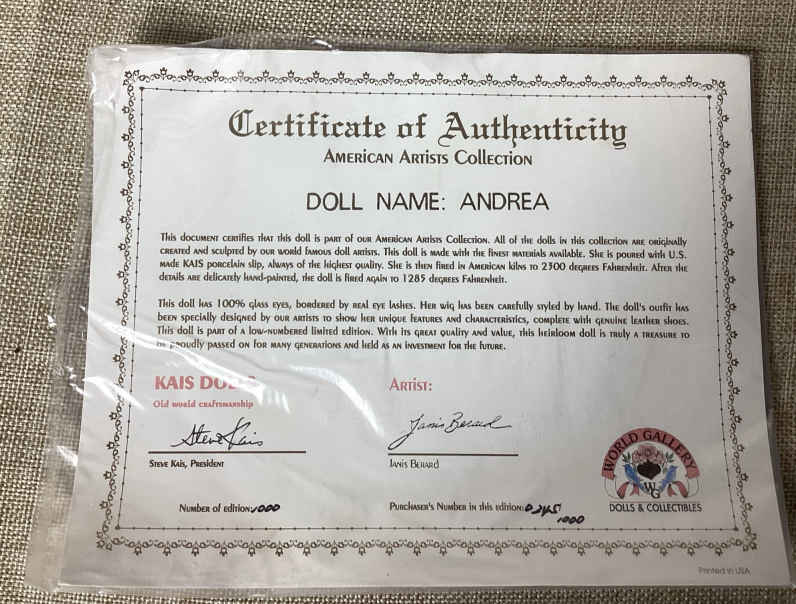 Certificate of Authenticity
American Artists Collection
DOLL NAME: ANDREA
This document certifies that this doll is part of our American Artists Collection. All of the dolls in this collection are originally
created and sculpted by our world famous doll artists. This doll is made with the finest materials available. She is poured with U.S.
made KAIS porcelain slip, always of the highest quality. She is then fired in American kilns to 2300 degrees Fahrenheit. After the
details are delicately hand-painted, the doll is fired again to 1285 degrees Fahrenheit.
This doll has 100% glass eyes, bordered by real eye lashes. Her wig has been carefully styled by hand. The doll's outfit has
been specially designed by our artists to show her unique features and characteristics, complete with genuine leather shoes.
This doll is part of a low-numbered limited edition. With its great quality and value, this heirloom doll is truly a treasure to
be proudly passed on for many generations and held as an investment for the future.
KAIS DOLLS
Artist:
Old world craftsmanship
Steve Kais
Janis Berard
Steve Kais, President
Janis Berard
WORLD GALLERY
WG
DOLLS & COLLECTIBLES
Number of edition: 1000
Purchaser's Number in this edition: 0245
1000
Printed in USA